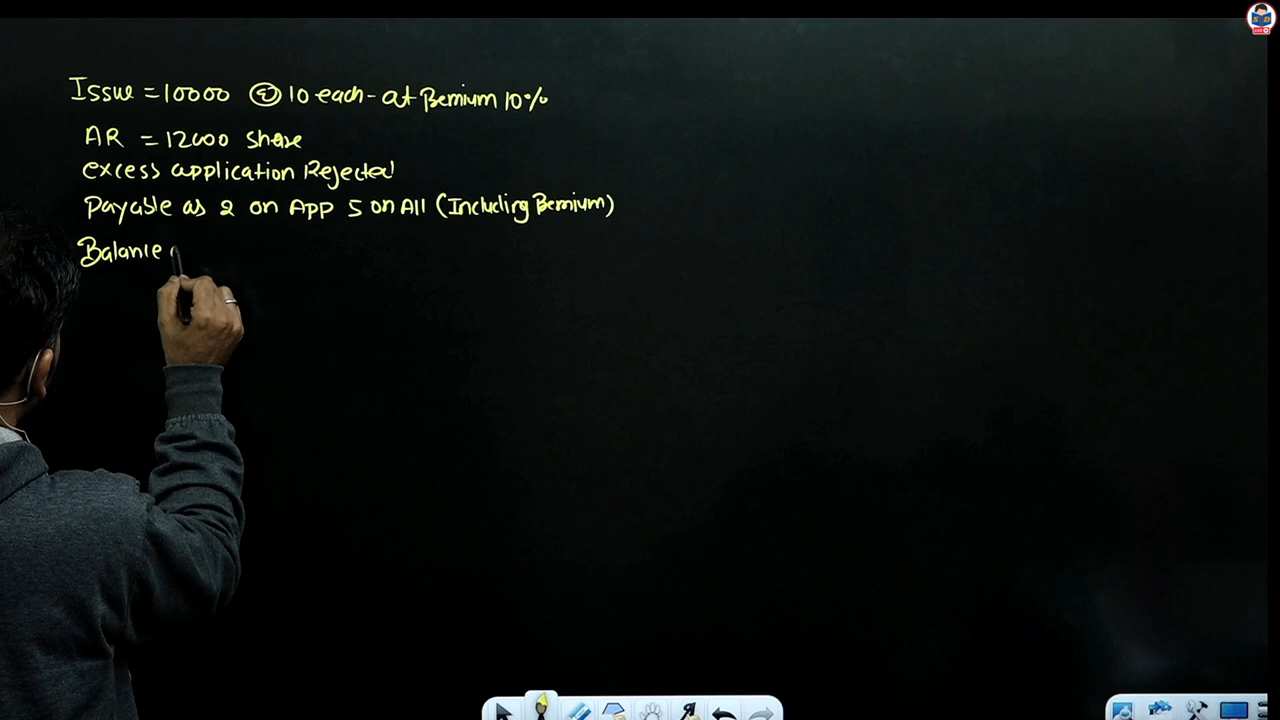 Issue = 10000 @ 10 each - at Premium 10%
AR = 12000 share
excess application Rejected
Payable as 2 on App 5 on All (Including Premium)
Balance